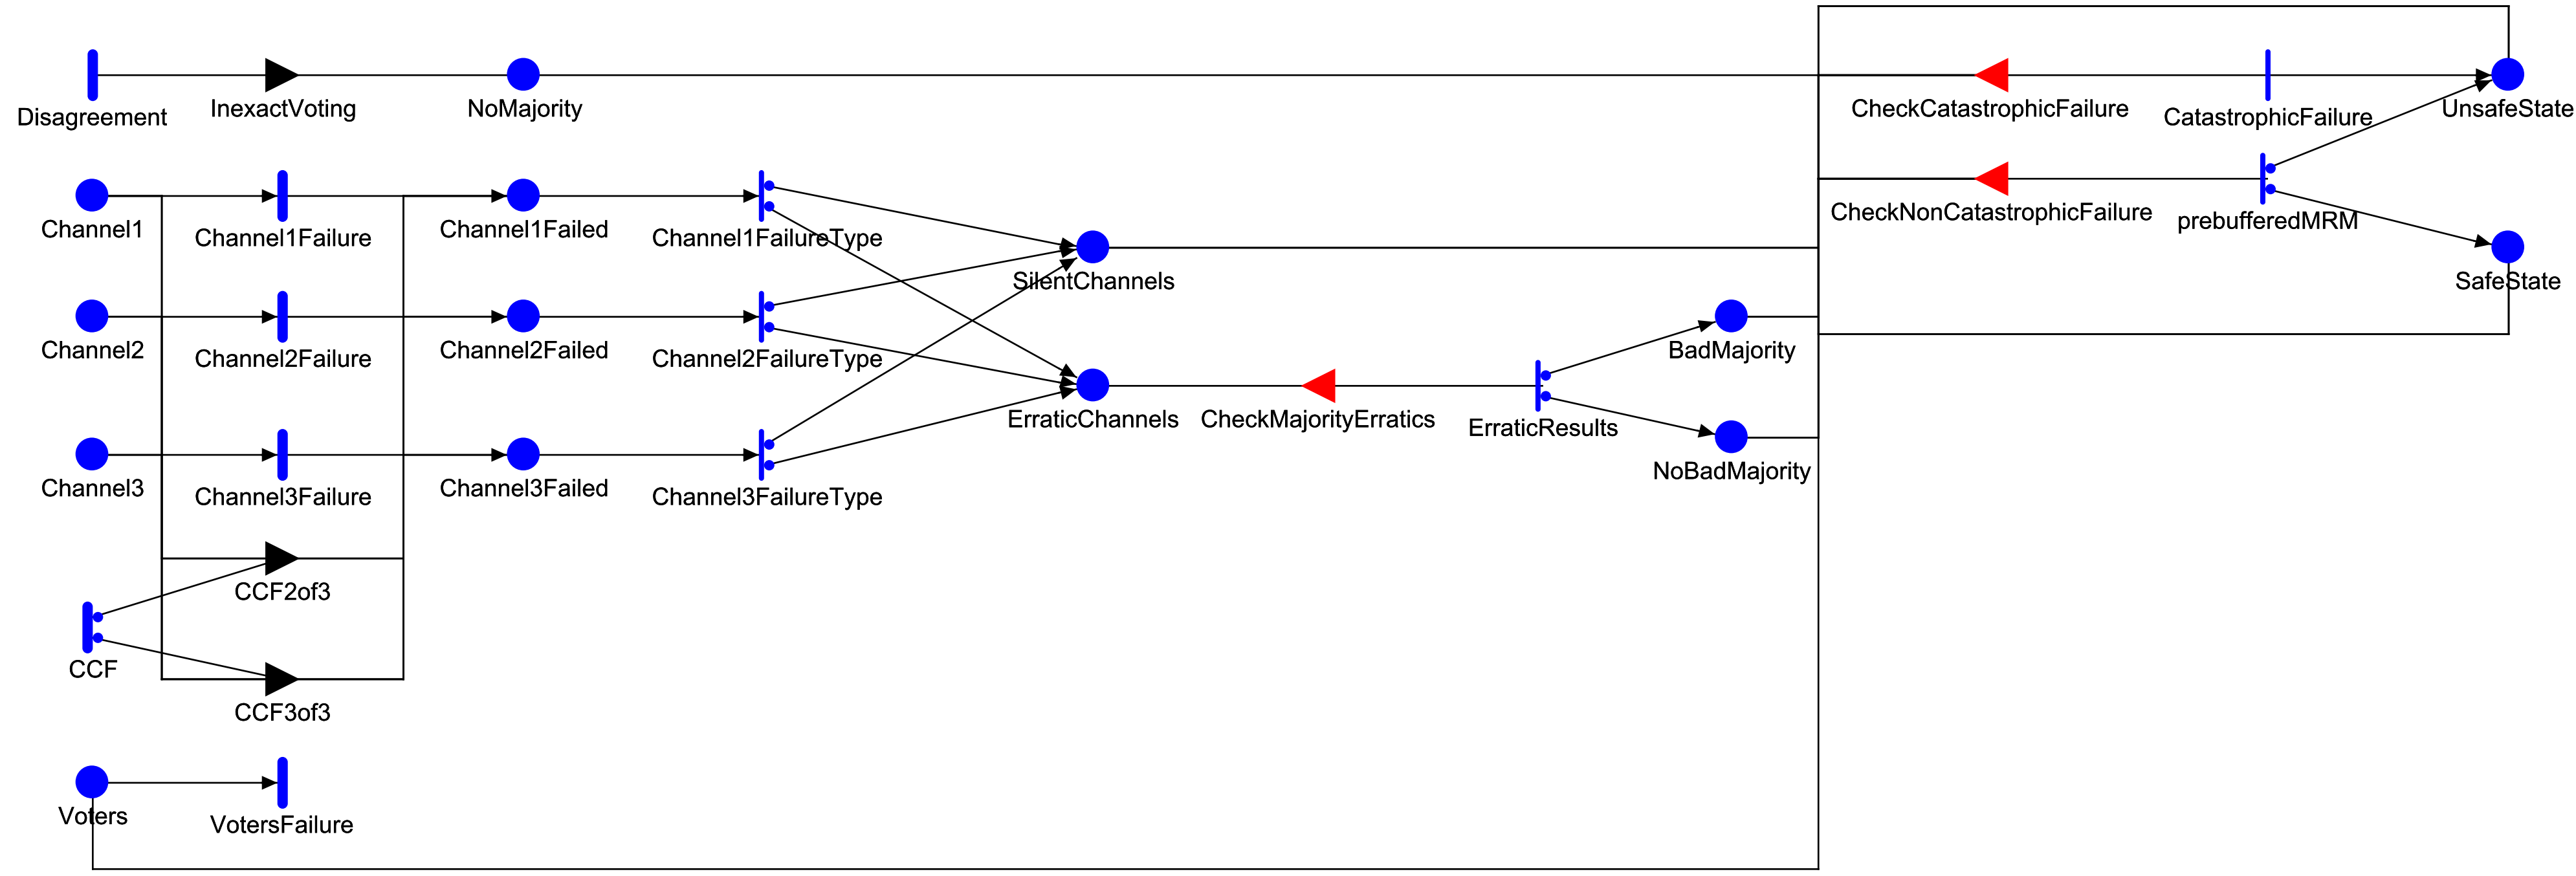 Disagreement
InexactVoting
NoMajority
CheckCatastrophicFailure
CatastrophicFailure
UnsafeState
Channel1
Channel1Failure
Channel1Failed
Channel1FailureType
CheckNonCatastrophicFailure
prebufferedMRM
SilentChannels
SafeState
Channel2
Channel2Failure
Channel2Failed
Channel2FailureType
BadMajority
ErraticChannels
CheckMajorityErratics
ErraticResults
NoBadMajority
Channel3
Channel3Failure
Channel3Failed
Channel3FailureType
CCF2of3
CCF
CCF3of3
Voters
VotersFailure